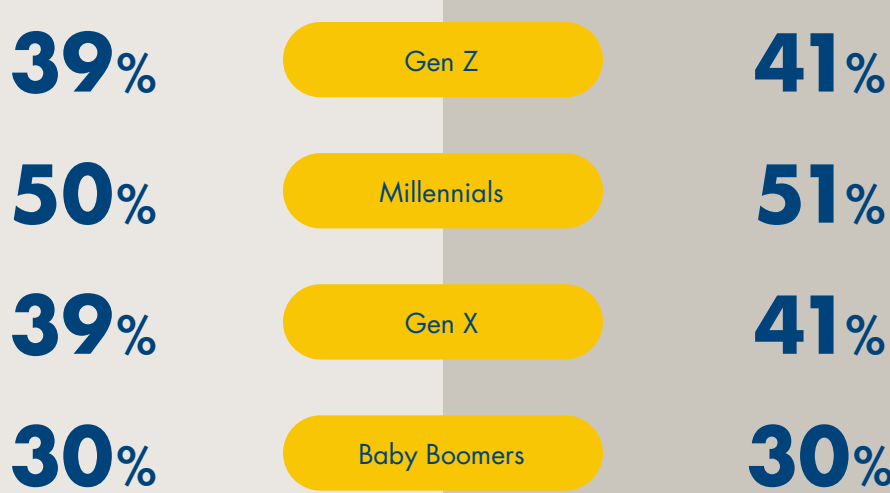 39% Gen Z 41%
50% Millennials 51%
39% Gen X 41%
30% Baby Boomers 30%